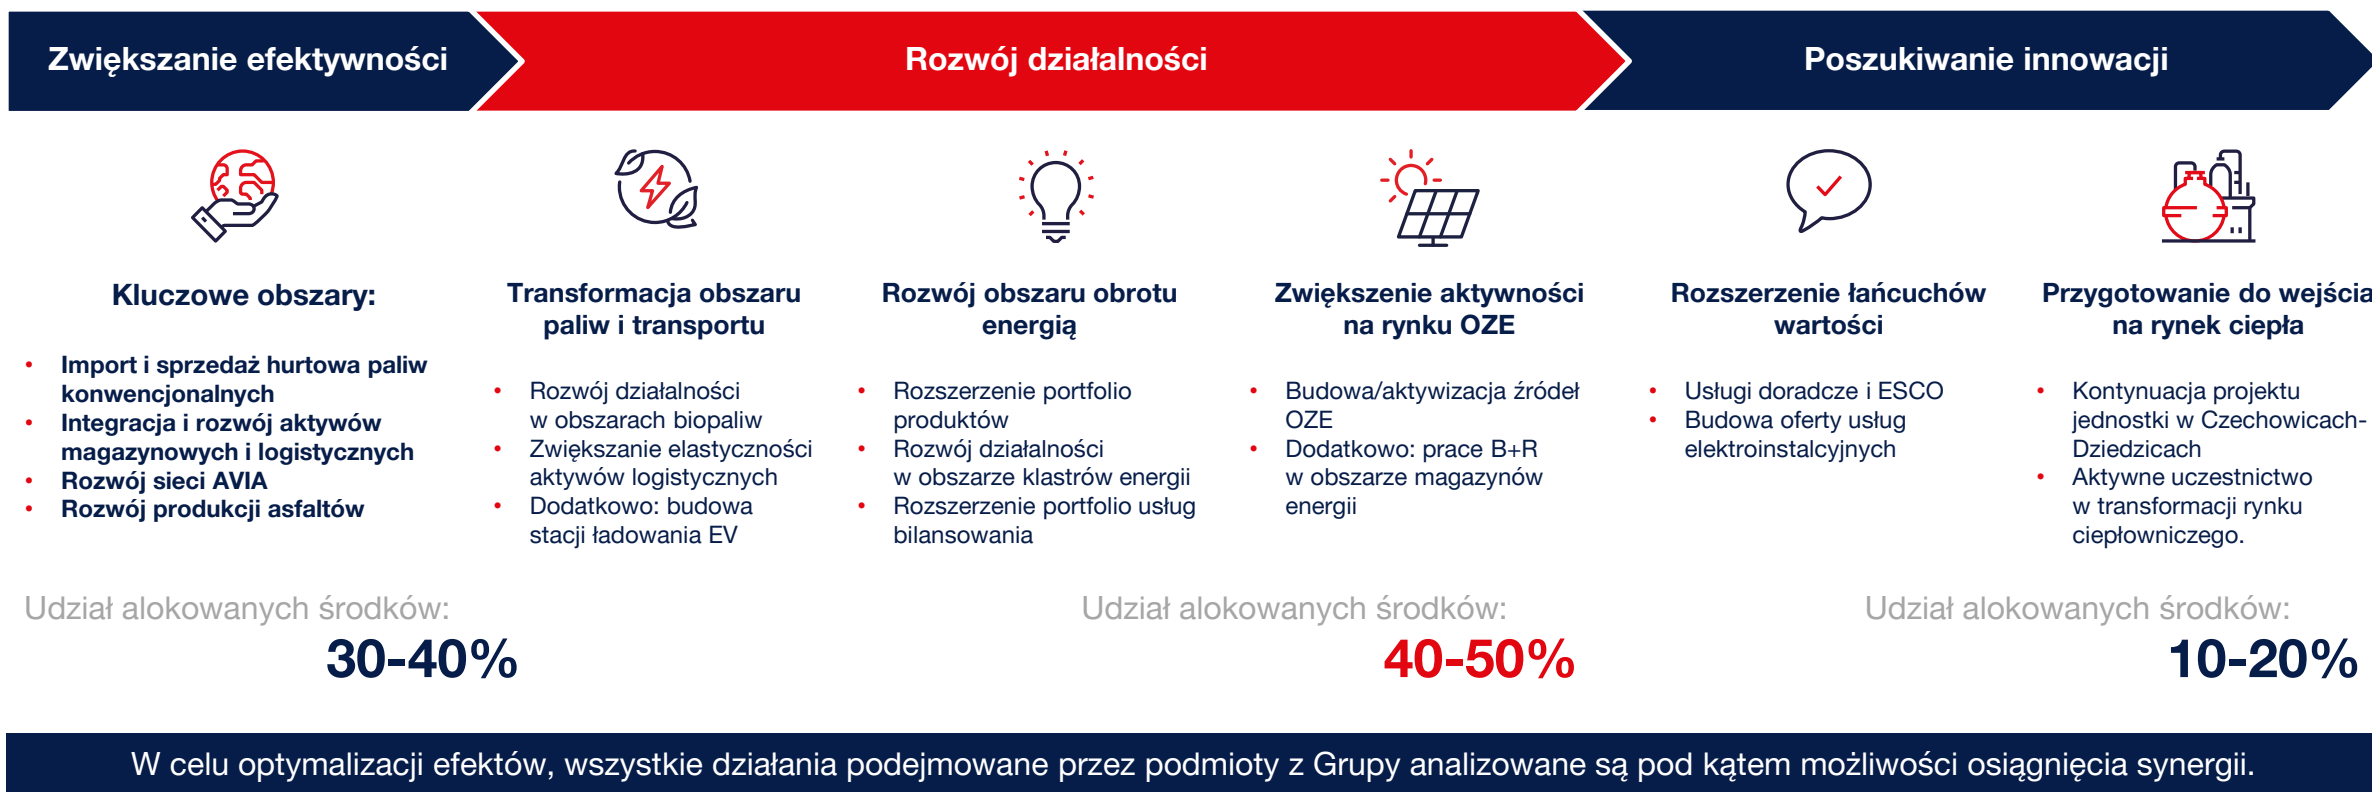 Zwiększanie efektywności
Rozwój działalności
Poszukiwanie innowacji
Kluczowe obszary:
• Import i sprzedaż hurtowa paliw
konwencjonalnych
• Integracja i rozwój aktywów
magazynowych i logistycznych
• Rozwój sieci AVIA
• Rozwój produkcji asfaltów
Transformacja obszaru
paliw i transportu
• Rozwój działalności
w obszarach biopaliw
• Zwiększanie elastyczności
aktywów logistycznych
• Dodatkowo: budowa
stacji ładowania EV
Rozwój obszaru obrotu
energią
• Rozszerzenie portfolio
produktów
• Rozwój działalności
w obszarze klastrów energii
• Rozszerzenie portfolio usług
bilansowania
Zwiększenie aktywności
na rynku OZE
• Budowa/aktywizacja źródeł
OZE
• Dodatkowo: prace B+R
w obszarze magazynów
energii
Rozszerzenie łańcuchów
wartości
• Usługi doradcze i ESCO
• Budowa oferty usług
elektroinstalcyjnych
Przygotowanie do wejścia
na rynek ciepła
• Kontynuacja projektu
jednostki w Czechowicach-
Dziedzicach
• Aktywne uczestnictwo
w transformacji rynku
ciepłowniczego.
Udział alokowanych środków:
30-40%
Udział alokowanych środków:
40-50%
Udział alokowanych środków:
10-20%
W celu optymalizacji efektów, wszystkie działania podejmowane przez podmioty z Grupy analizowane są pod kątem możliwości osiągnięcia synergii.